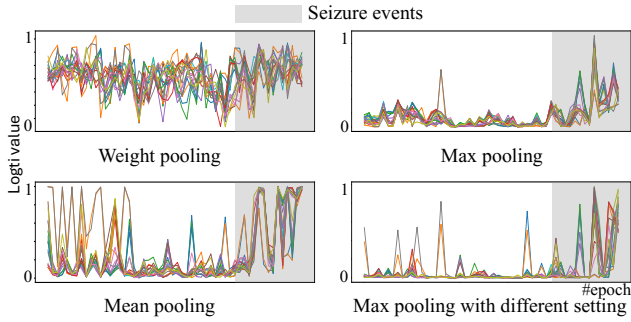 Seizure events
1
0
1
0
Logti value
Weight pooling
Max pooling
1
0
1
0
#epoch
Mean pooling
Max pooling with different setting